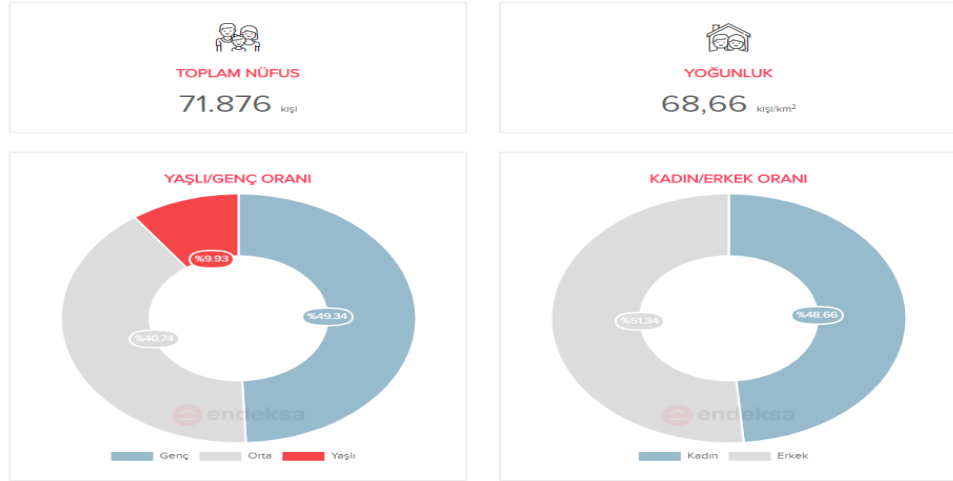 TOPLAM NÜFUS
71.876 kişi
YOĞUNLUK
68,66 kişi/km²
YAŞLI/GENÇ ORANI
%9.93
%49.34
%40.74
endeksa
Genç Orta Yaşlı
KADIN/ERKEK ORANI
%48.66
%51.34
endeksa
Kadın Erkek